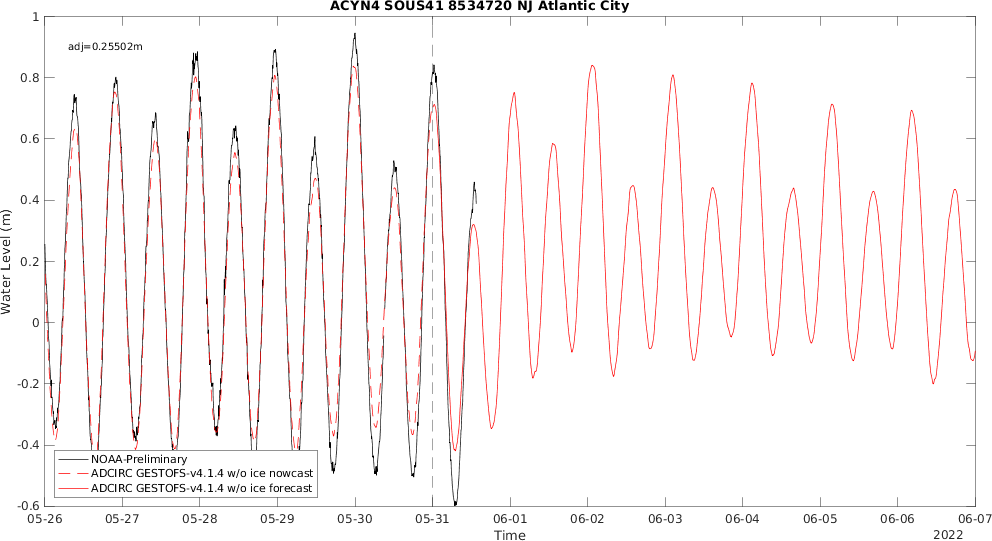 ACYN4 SOUS41 8534720 NJ Atlantic City
adj=0.25502m
1
0.8
0.6
0.4
0.2
0
-0.2
-0.4
-0.6
Water Level (m)
NOAA-Preliminary
ADCIRC GESTOFS-v4.1.4 w/o ice nowcast
ADCIRC GESTOFS-v4.1.4 w/o ice forecast
05-26 05-27 05-28 05-29 05-30 05-31 06-01 06-02 06-03 06-04 06-05 06-06 06-07
Time
2022